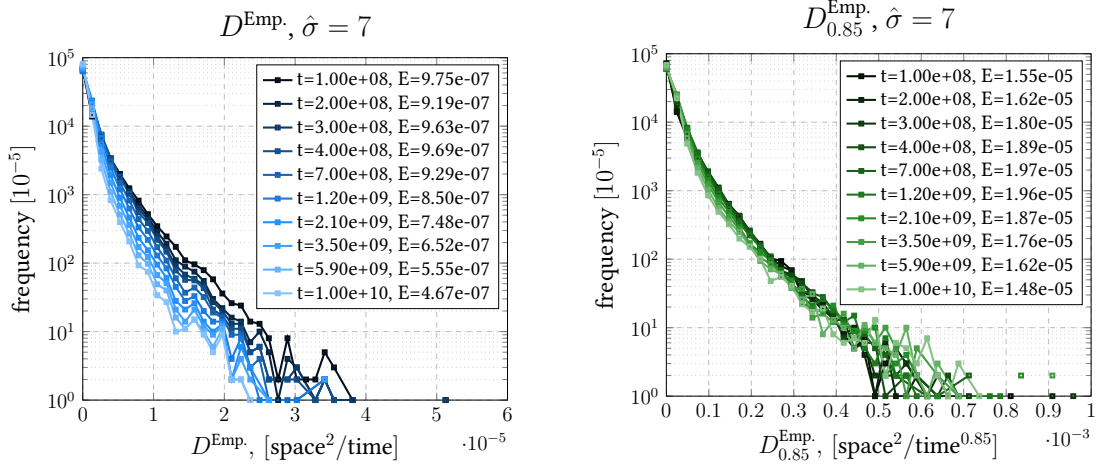 D^Emp., σ̂ = 7
frequency [10^-5]
10^5
10^4
10^3
10^2
10^1
10^0
t=1.00e+08, E=9.75e-07
t=2.00e+08, E=9.19e-07
t=3.00e+08, E=9.63e-07
t=4.00e+08, E=9.69e-07
t=7.00e+08, E=9.29e-07
t=1.20e+09, E=8.50e-07
t=2.10e+09, E=7.48e-07
t=3.50e+09, E=6.52e-07
t=5.90e+09, E=5.55e-07
t=1.00e+10, E=4.67e-07
0 1 2 3 4 5 6
·10^-5
D^Emp., [space^2/time]
D_0.85^Emp., σ̂ = 7
frequency [10^-5]
10^5
10^4
10^3
10^2
10^1
10^0
t=1.00e+08, E=1.55e-05
t=2.00e+08, E=1.62e-05
t=3.00e+08, E=1.80e-05
t=4.00e+08, E=1.89e-05
t=7.00e+08, E=1.97e-05
t=1.20e+09, E=1.96e-05
t=2.10e+09, E=1.87e-05
t=3.50e+09, E=1.76e-05
t=5.90e+09, E=1.62e-05
t=1.00e+10, E=1.48e-05
0 0.1 0.2 0.3 0.4 0.5 0.6 0.7 0.8 0.9 1
·10^-3
D_0.85^Emp., [space^2/time^0.85]